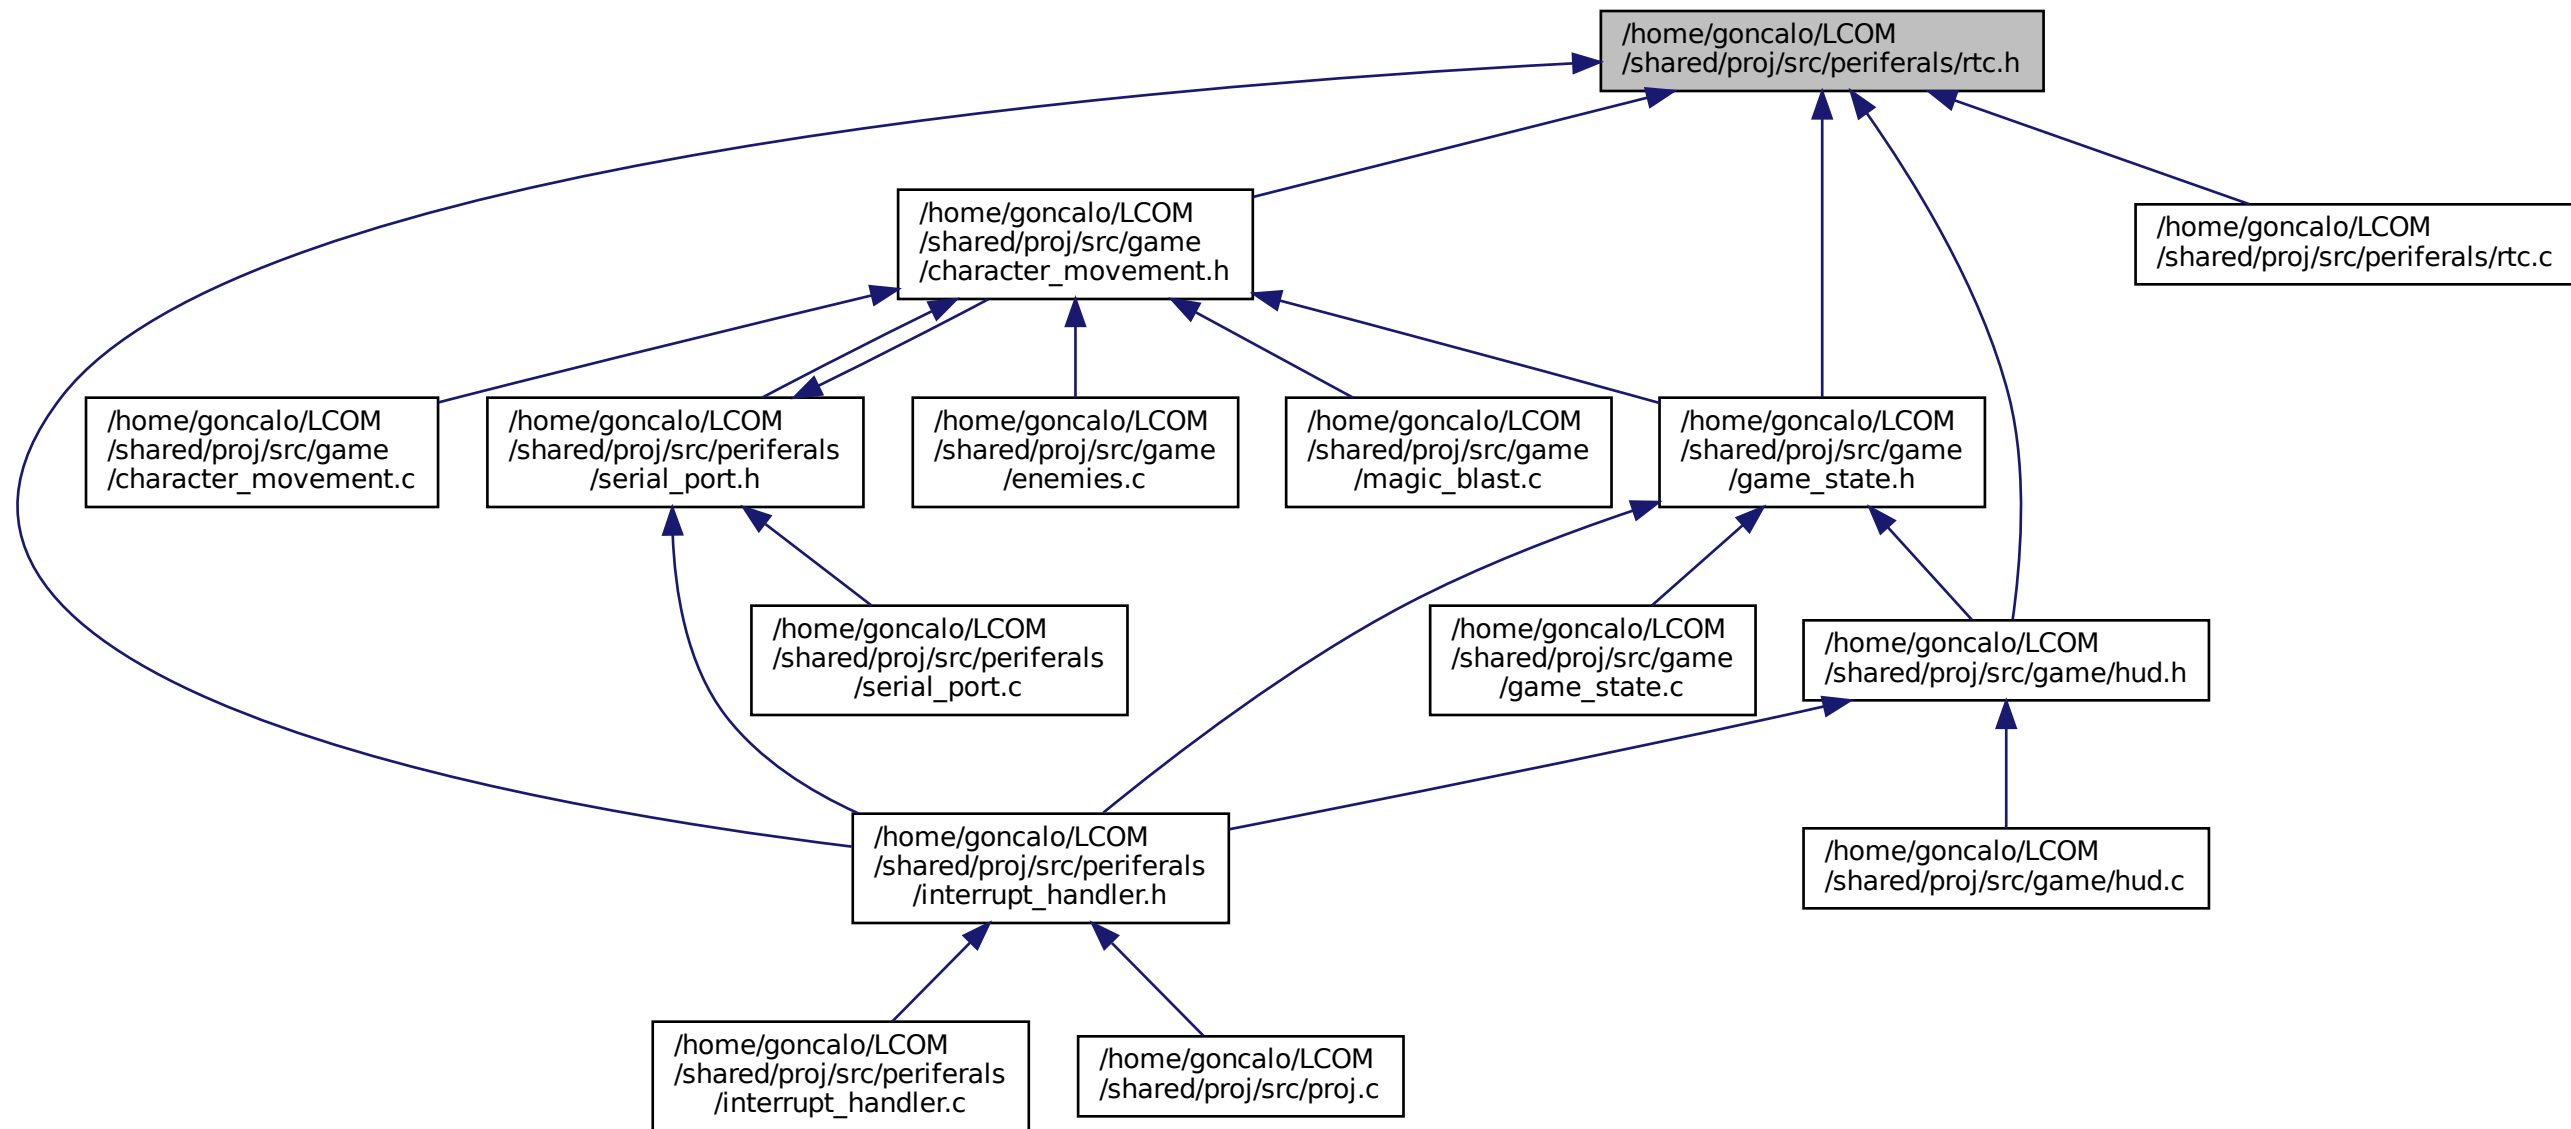 /home/goncalo/LCOM
/shared/proj/src/periferals/rtc.h
/home/goncalo/LCOM
/shared/proj/src/game
/character_movement.h
/home/goncalo/LCOM
/shared/proj/src/periferals/rtc.c
/home/goncalo/LCOM
/shared/proj/src/game
/character_movement.c
/home/goncalo/LCOM
/shared/proj/src/periferals
/serial_port.h
/home/goncalo/LCOM
/shared/proj/src/game
/enemies.c
/home/goncalo/LCOM
/shared/proj/src/game
/magic_blast.c
/home/goncalo/LCOM
/shared/proj/src/game
/game_state.h
/home/goncalo/LCOM
/shared/proj/src/periferals
/serial_port.c
/home/goncalo/LCOM
/shared/proj/src/game
/game_state.c
/home/goncalo/LCOM
/shared/proj/src/game/hud.h
/home/goncalo/LCOM
/shared/proj/src/periferals
/interrupt_handler.h
/home/goncalo/LCOM
/shared/proj/src/game/hud.c
/home/goncalo/LCOM
/shared/proj/src/periferals
/interrupt_handler.c
/home/goncalo/LCOM
/shared/proj/src/proj.c